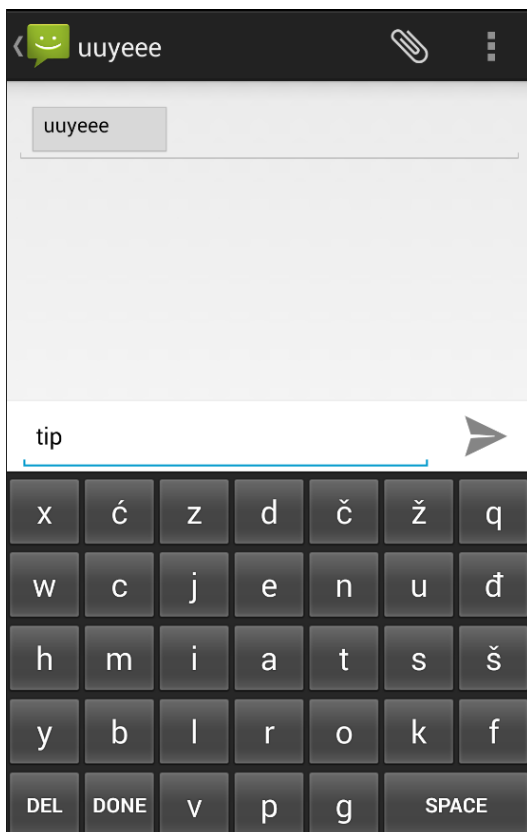 uuyeee
uuyeee
tip
x ć z d č ž q
w c j e n u đ
h m i a t s š
y b l r o k f
DEL DONE v p g SPACE